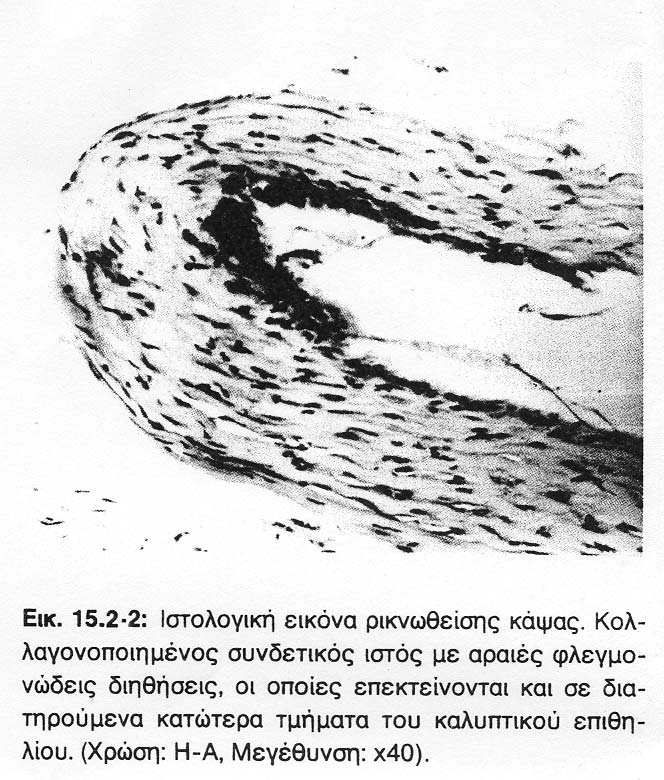 Εικ. 15.2-2: Ιστολογική εικόνα ρικνωθείσης κάψας. Κολ-
λαγονοποιημένος συνδετικός ιστός με αραιές φλεγμο-
νώδεις διηθήσεις, οι οποίες επεκτείνονται και σε δια-
τηρούμενα κατώτερα τμήματα του καλυπτικού επιθη-
λίου. (Χρώση: Η-Α, Μεγέθυνση: x40).